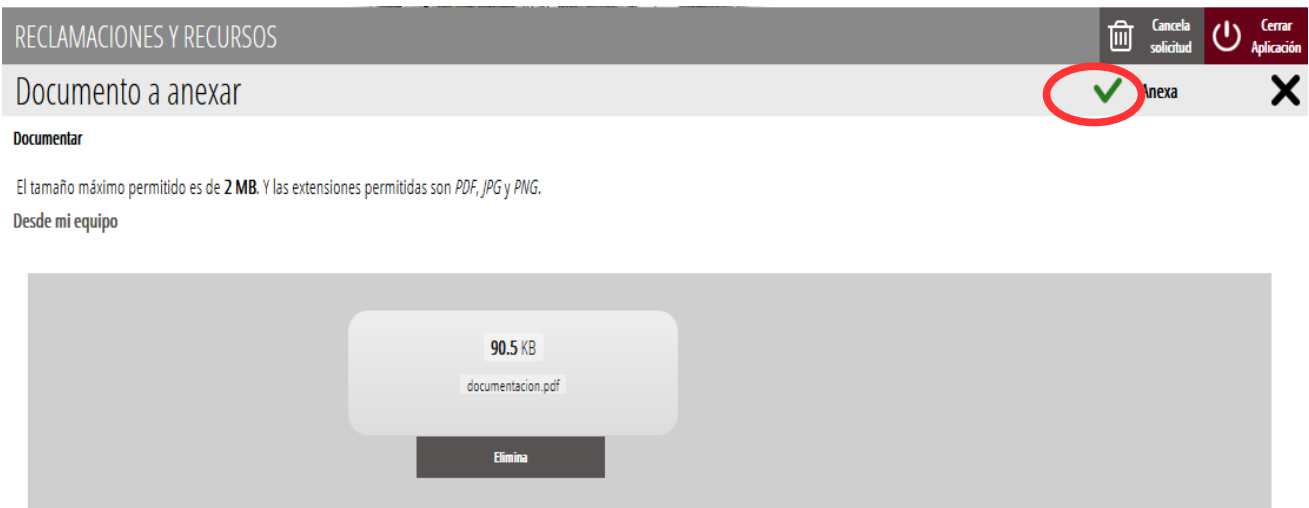 RECLAMACIONES Y RECURSOS
Cancela
solicitud
Cerrar
Aplicación
Documento a anexar
Anexa
Documentar
El tamaño máximo permitido es de 2 MB. Y las extensiones permitidas son PDF, JPG y PNG.
Desde mi equipo
90.5 KB
documentacion.pdf
Elimina